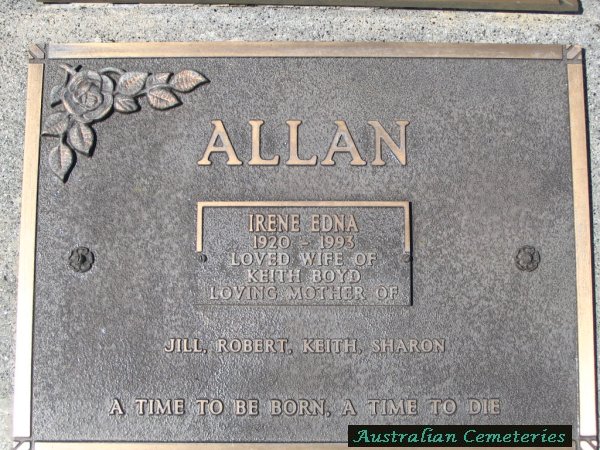 ALLAN
IRENE EDNA
1920 - 1993
LOVED WIFE OF
KEITH BOYD
LOVING MOTHER OF
JILL, ROBERT, KEITH, SHARON
A TIME TO BE BORN, A TIME TO DIE
Australian Cemeteries